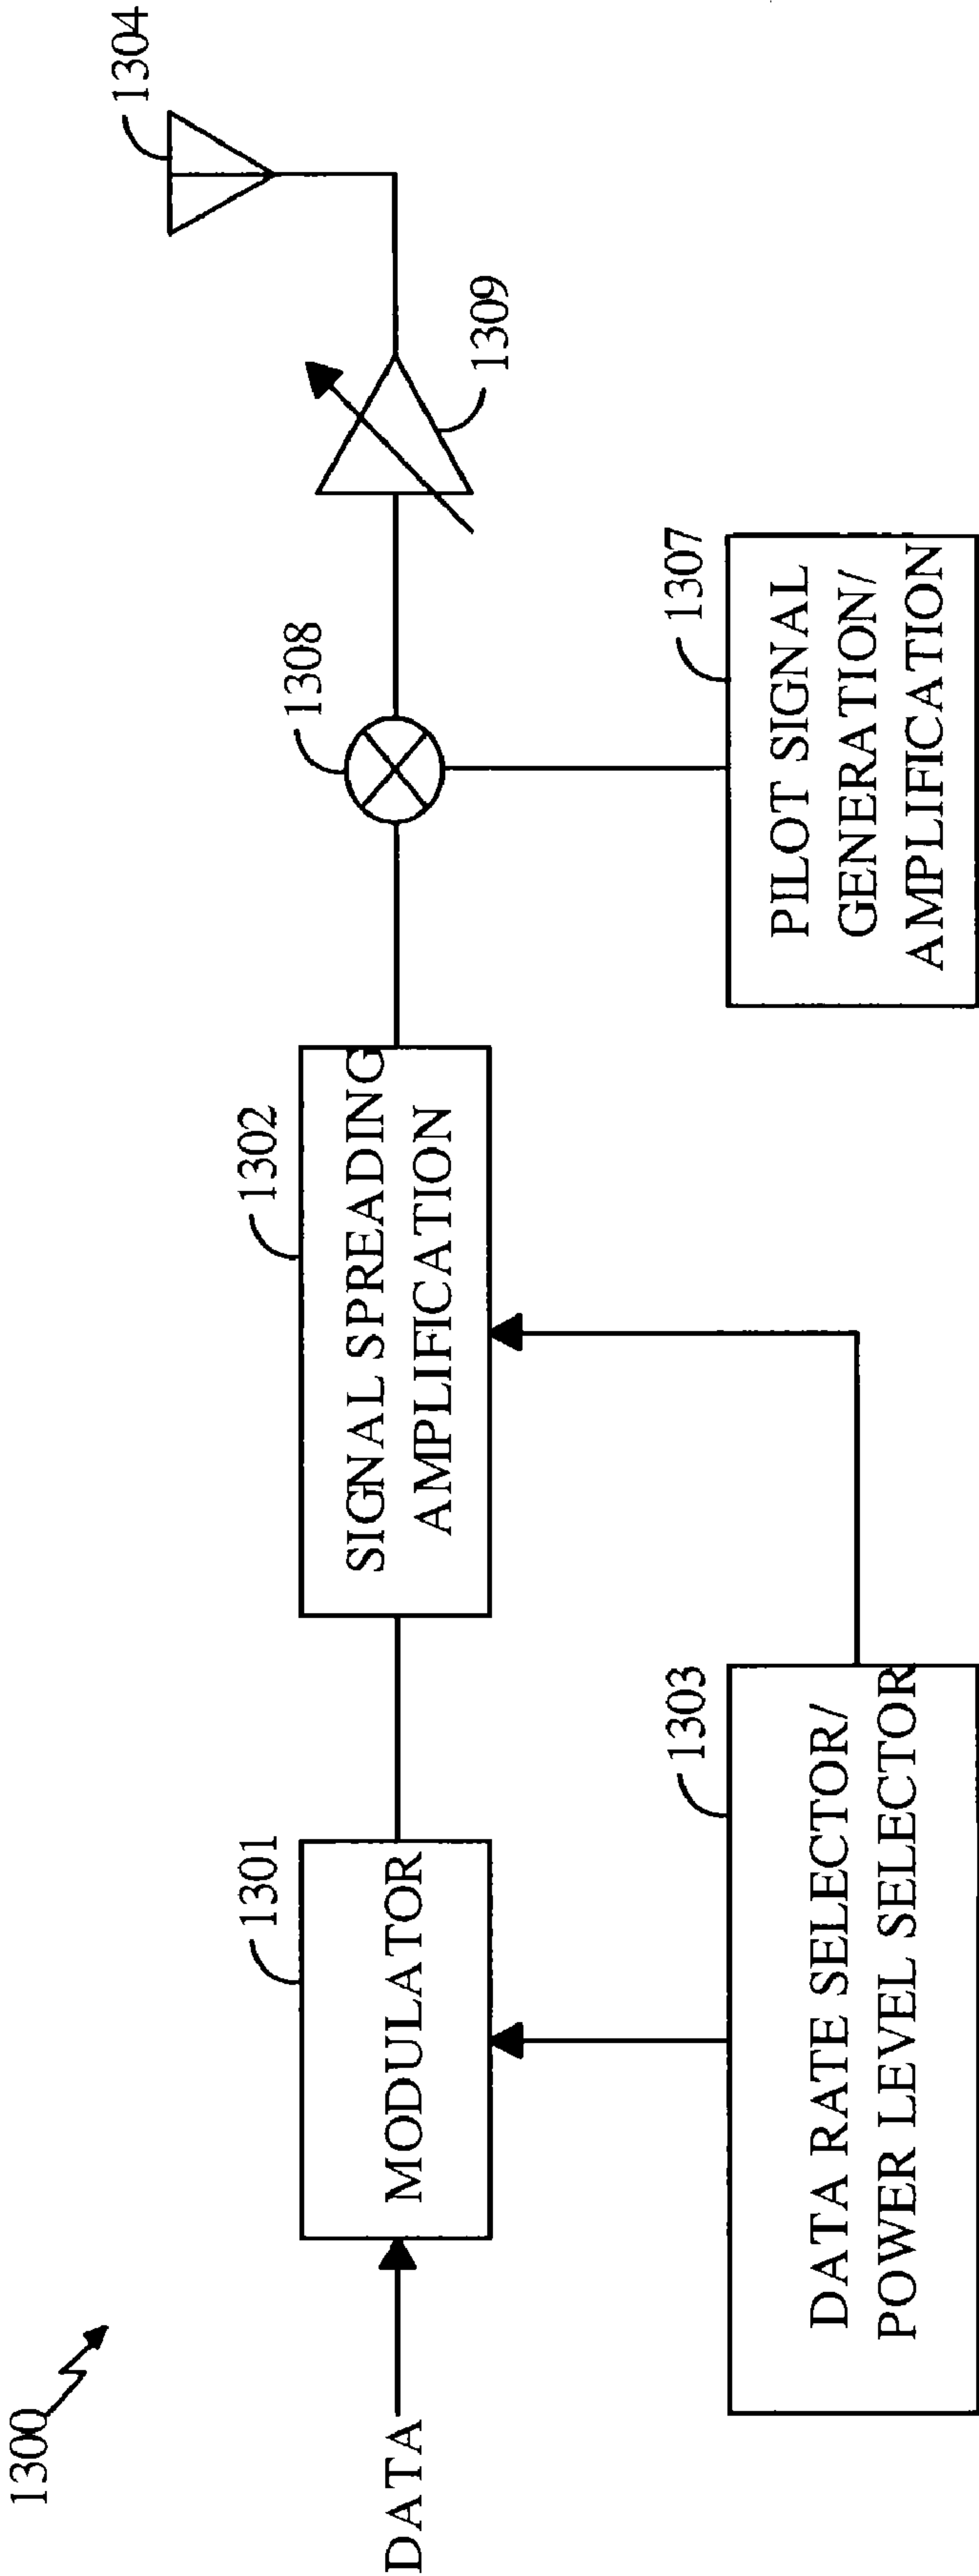 1300
DATA
1301
MODULATOR
1302
SIGNAL SPREADING
AMPLIFICATION
1303
DATA RATE SELECTOR/
POWER LEVEL SELECTOR
1308
1307
PILOT SIGNAL
GENERATION/
AMPLIFICATION
1309
1304